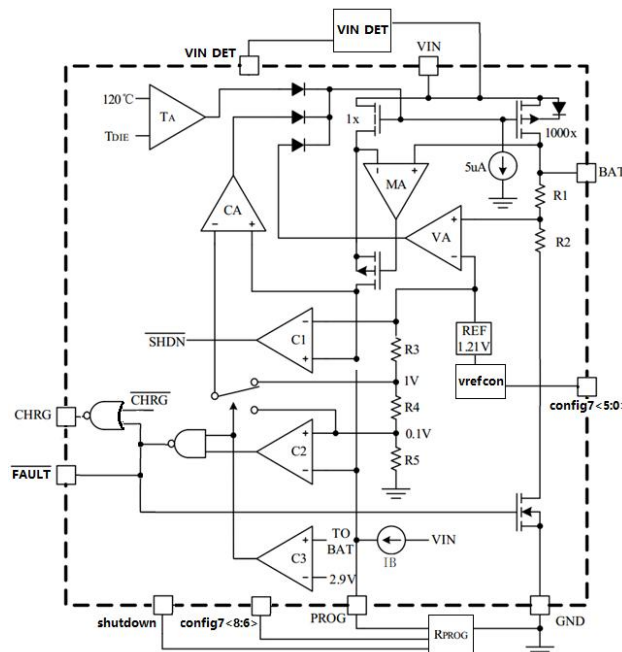 VIN DET
VIN DET
VIN
120℃
TA
TDIE
1x
1000x
5uA
BAT
MA
R1
CA
VA
R2
REF
1.21V
SHDN
C1
R3
vrefcon
1V
config7<5:0>
CHRG
CHRG
R4
0.1V
C2
R5
FAULT
TO
BAT
C3
2.9V
IB
VIN
shutdown
config7<8:6>
PROG
RPROG
GND